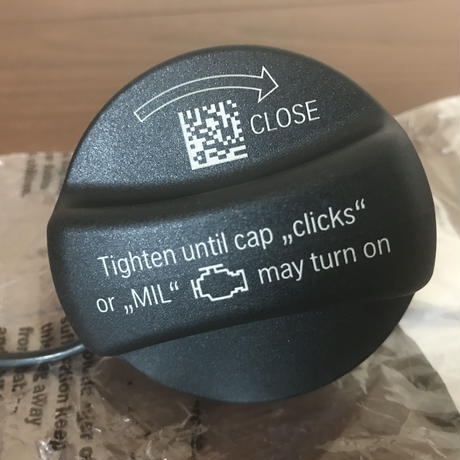 CLOSE
Tighten until cap „clicks“
or „MIL“ may turn on